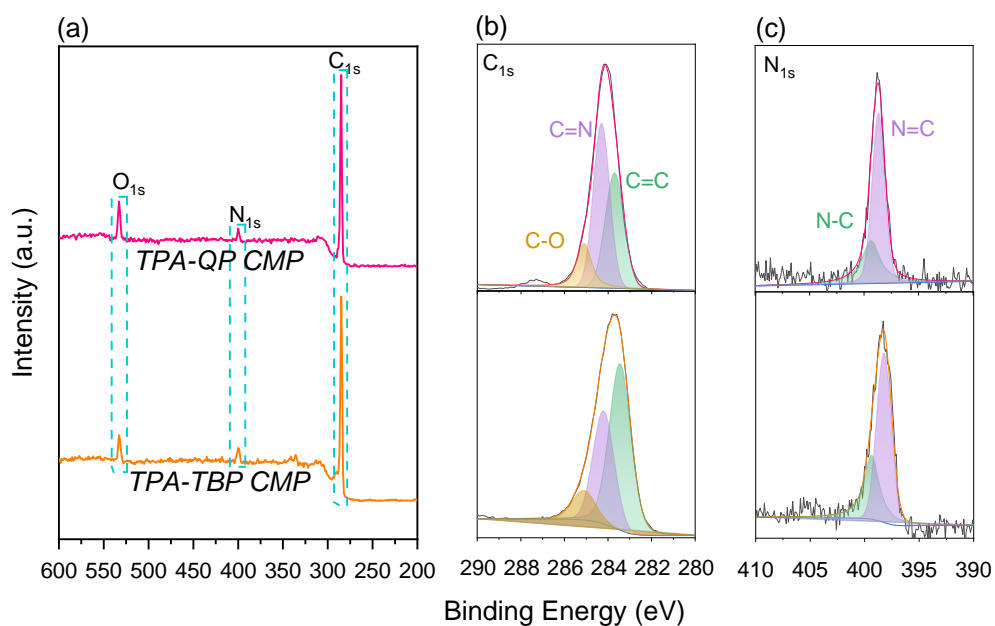 (a)
(b)
(c)
C1s
C1s
N1s
C=N
N=C
C=C
O1s
N1s
N-C
C-O
TPA-QP CMP
TPA-TBP CMP
Intensity (a.u.)
600 550 500 450 400 350 300 250 200
290 288 286 284 282 280
410 405 400 395 390
Binding Energy (eV)